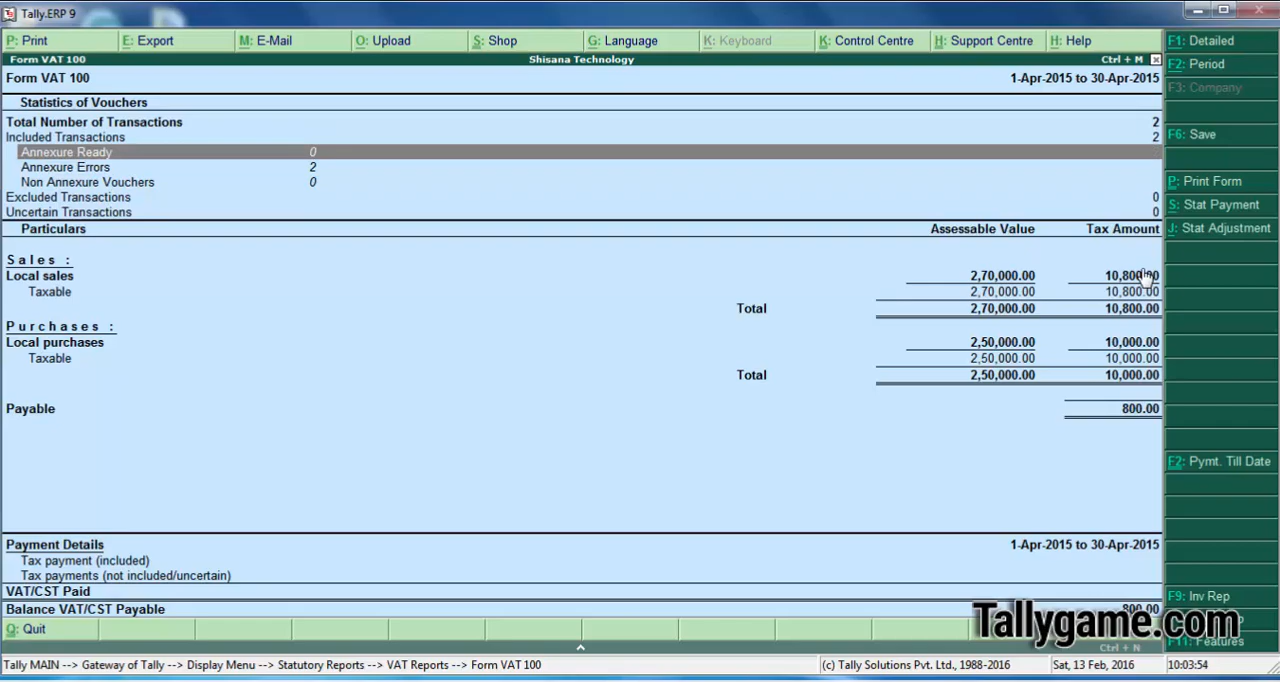 Tally.ERP 9
P: Print E: Export M: E-Mail O: Upload S: Shop G: Language K: Keyboard K: Control Centre H: Support Centre H: Help F1: Detailed
Form VAT 100 Shisana Technology Ctrl + M
F2: Period
Form VAT 100 1-Apr-2015 to 30-Apr-2015
F3: Company
Statistics of Vouchers
Total Number of Transactions 2
Included Transactions 2
F6: Save
Annexure Ready 0
Annexure Errors 2
Non Annexure Vouchers 0
P: Print Form
Excluded Transactions 0
S: Stat Payment
Uncertain Transactions 0
Particulars Assessable Value Tax Amount
J: Stat Adjustment
Sales :
Local sales 2,70,000.00 10,800.00
Taxable 2,70,000.00 10,800.00
Total 2,70,000.00 10,800.00
Purchases :
Local purchases 2,50,000.00 10,000.00
Taxable 2,50,000.00 10,000.00
Total 2,50,000.00 10,000.00
Payable 800.00
F2: Pymt. Till Date
Payment Details 1-Apr-2015 to 30-Apr-2015
Tax payment (included)
Tax payments (not included/uncertain)
VAT/CST Paid
F9: Inv Rep
Balance VAT/CST Payable 800.00
Tallygame.com
Q: Quit
F11: Features
Ctrl + N
Tally MAIN --> Gateway of Tally --> Display Menu --> Statutory Reports --> VAT Reports --> Form VAT 100 (c) Tally Solutions Pvt. Ltd., 1988-2016 Sat, 13 Feb, 2016 10:03:54